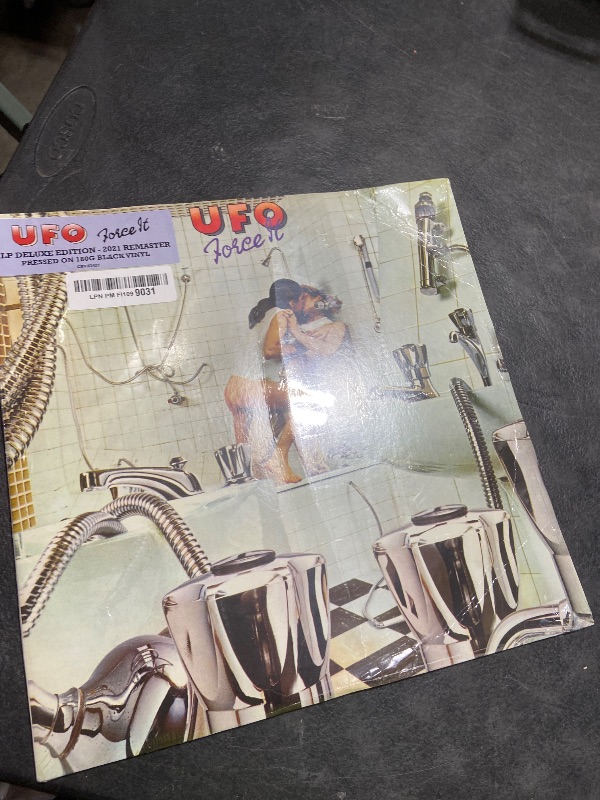 UFO Force It
LP DELUXE EDITION - 2021 REMASTER
PRESSED ON 180G BLACK VINYL
LPN PM FI109 9031
UFO
Force It